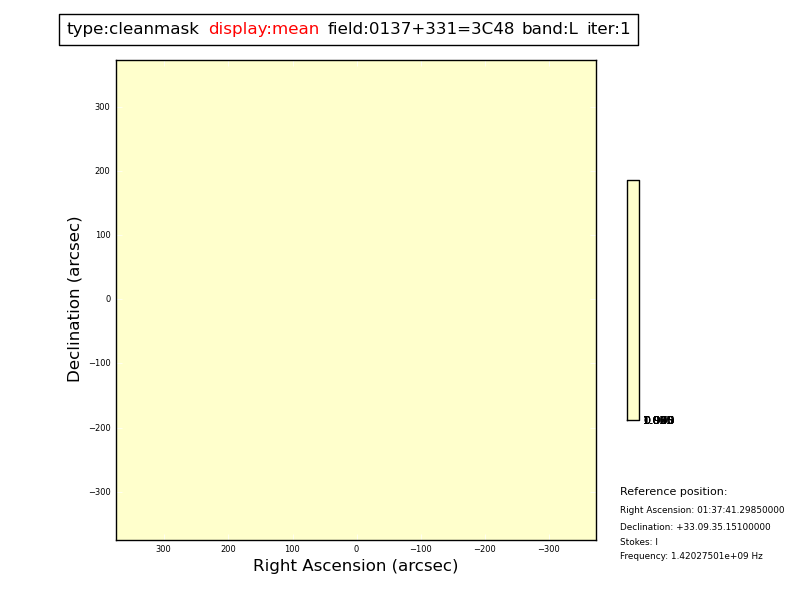 type:cleanmask display:mean field:0137+331=3C48 band:L iter:1
300
200
100
0
−100
−200
−300
Declination (arcsec)
300 200 100 0 −100 −200 −300
Right Ascension (arcsec)
Reference position:
Right Ascension: 01:37:41.29850000
Declination: +33.09.35.15100000
Stokes: I
Frequency: 1.42027501e+09 Hz